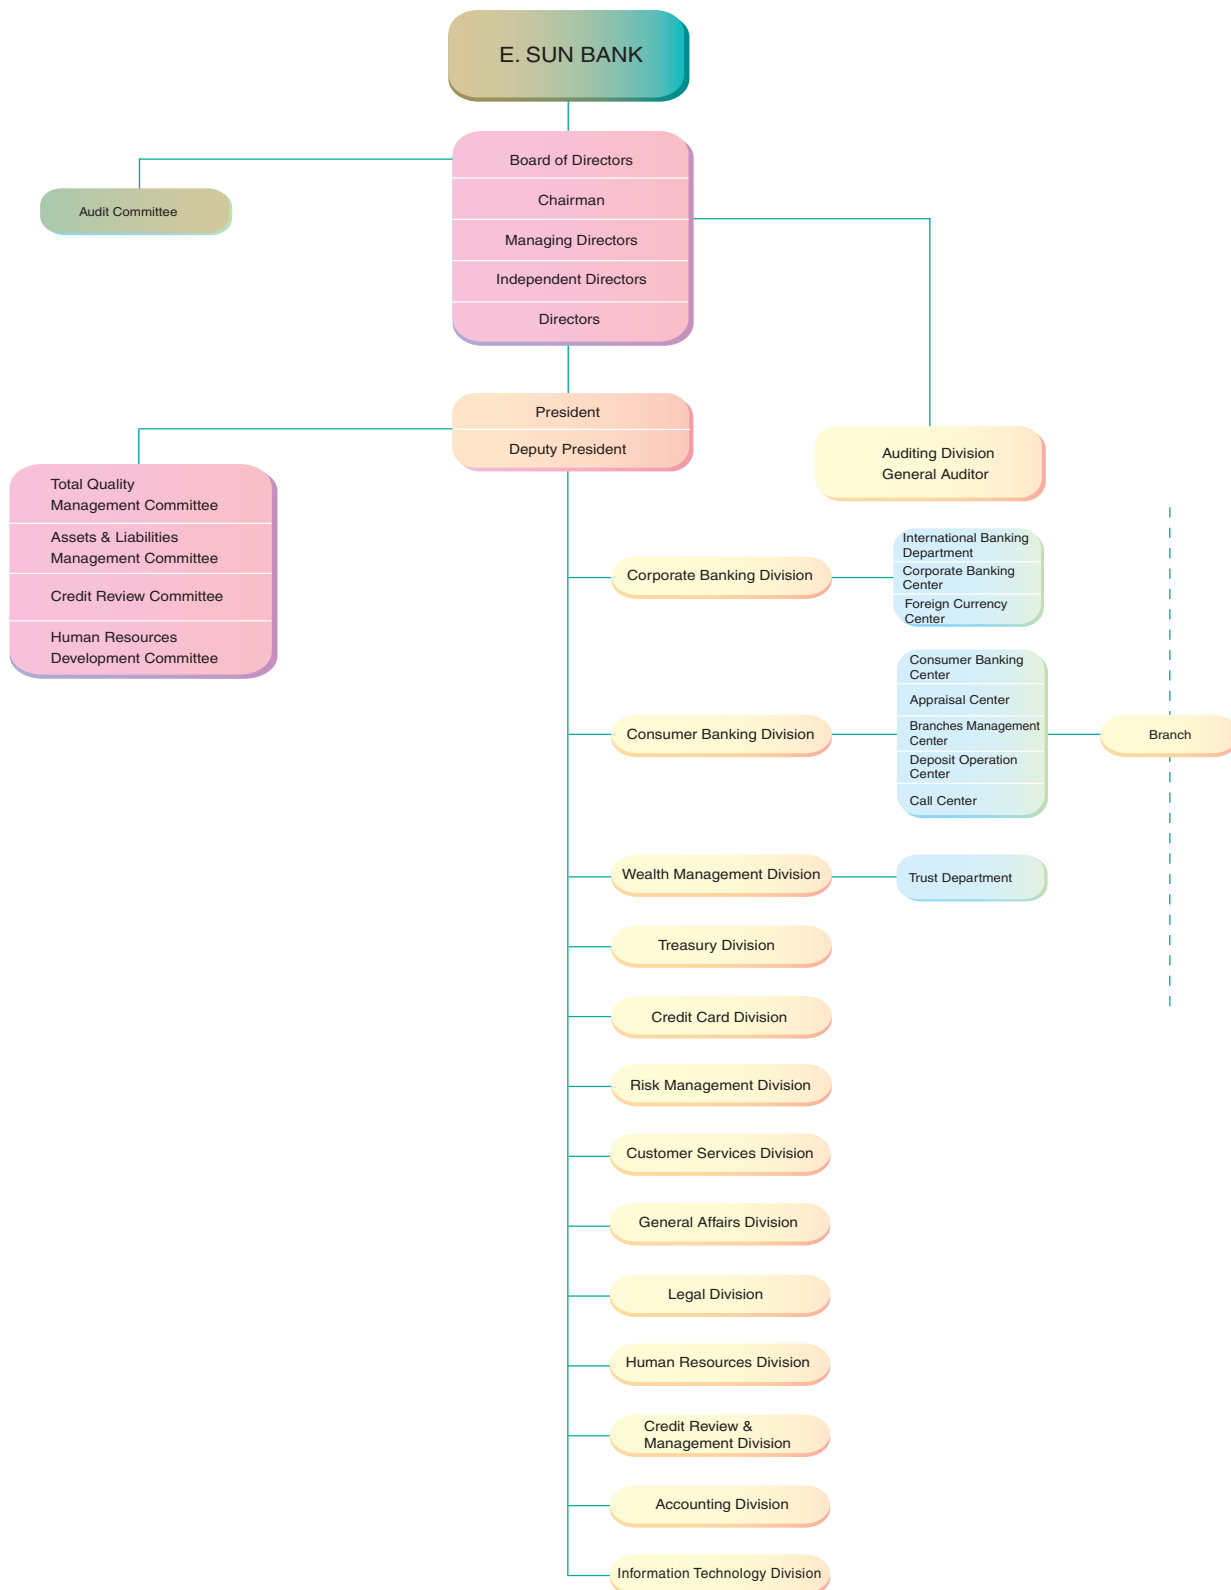 E. SUN BANK
Board of Directors
Chairman
Managing Directors
Independent Directors
Directors
Audit Committee
President
Deputy President
Auditing Division
General Auditor
Total Quality
Management Committee
Assets & Liabilities
Management Committee
Credit Review Committee
Human Resources
Development Committee
Corporate Banking Division
International Banking
Department
Corporate Banking
Center
Foreign Currency
Center
Consumer Banking Division
Consumer Banking
Center
Appraisal Center
Branches Management
Center
Deposit Operation
Center
Call Center
Branch
Wealth Management Division
Trust Department
Treasury Division
Credit Card Division
Risk Management Division
Customer Services Division
General Affairs Division
Legal Division
Human Resources Division
Credit Review &
Management Division
Accounting Division
Information Technology Division